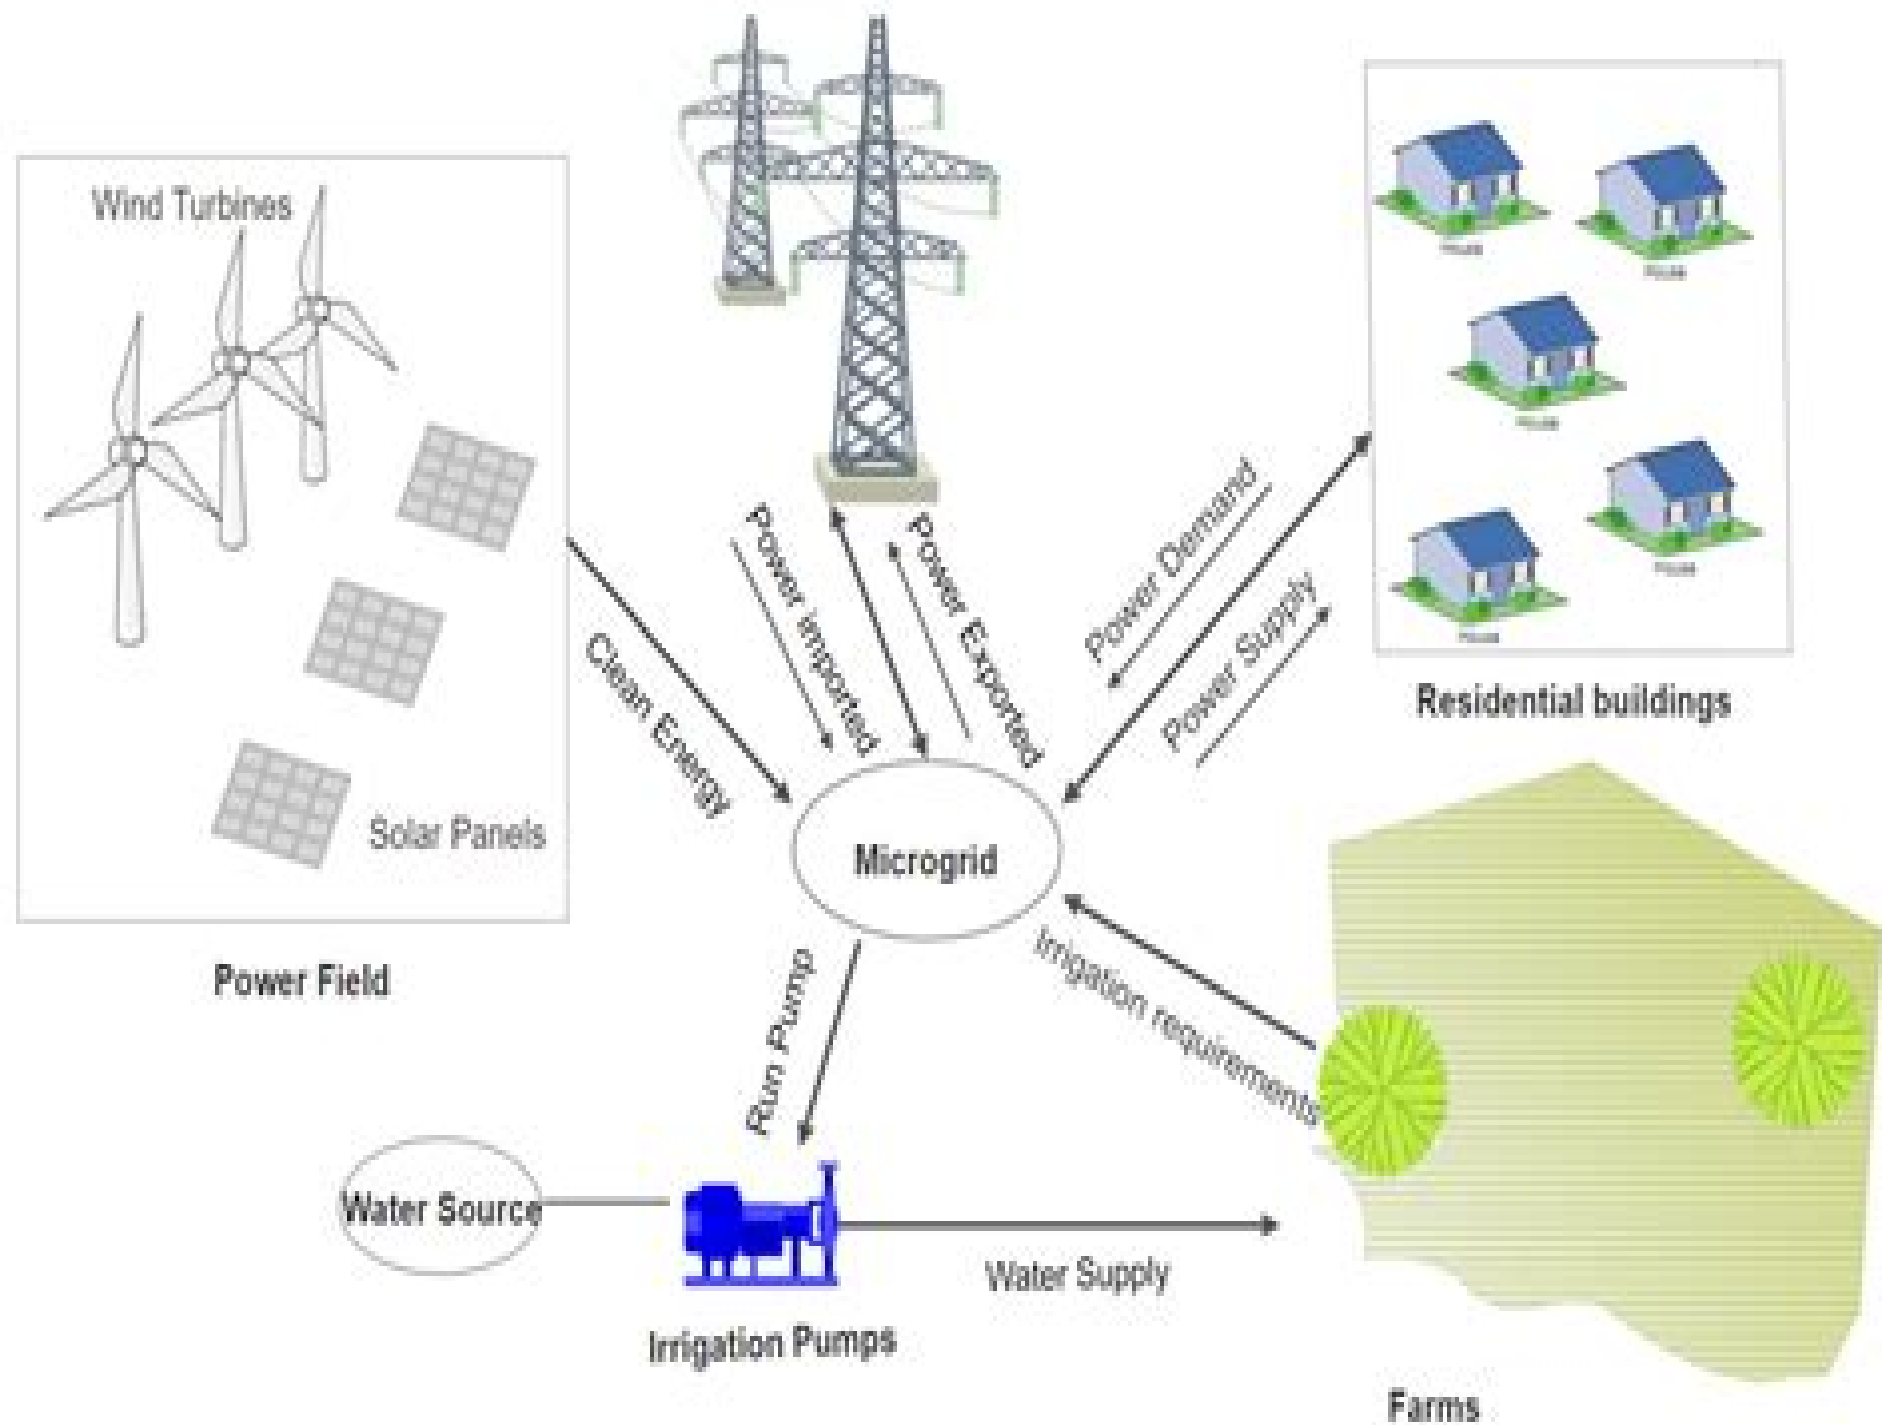 Wind Turbines
Solar Panels
Power Field
Clean Energy
Power imported
Power Exported
Power Demand
Power Supply
Residential buildings
Microgrid
Irrigation requirements
Run Pump
Water Source
Water Supply
Irrigation Pumps
Farms